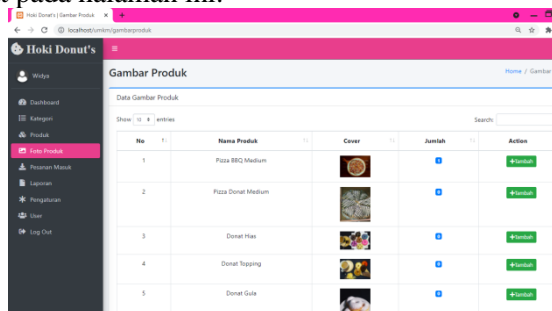 pada halaman ini.
Hoki Donat's | Gambar Produk
localhost/umkm/gambarproduk
Hoki Donut's
Widya
Gambar Produk
Home / Gambar
Dashboard
Kategori
Produk
Foto Produk
Pesanan Masuk
Laporan
Pengaturan
User
Log Out
Data Gambar Produk
Show 10 entries
Search:
No Nama Produk Cover Jumlah Action
1 Pizza BBQ Medium +Tambah
2 Pizza Donat Medium +Tambah
3 Donat Hias +Tambah
4 Donat Topping +Tambah
5 Donat Gula +Tambah